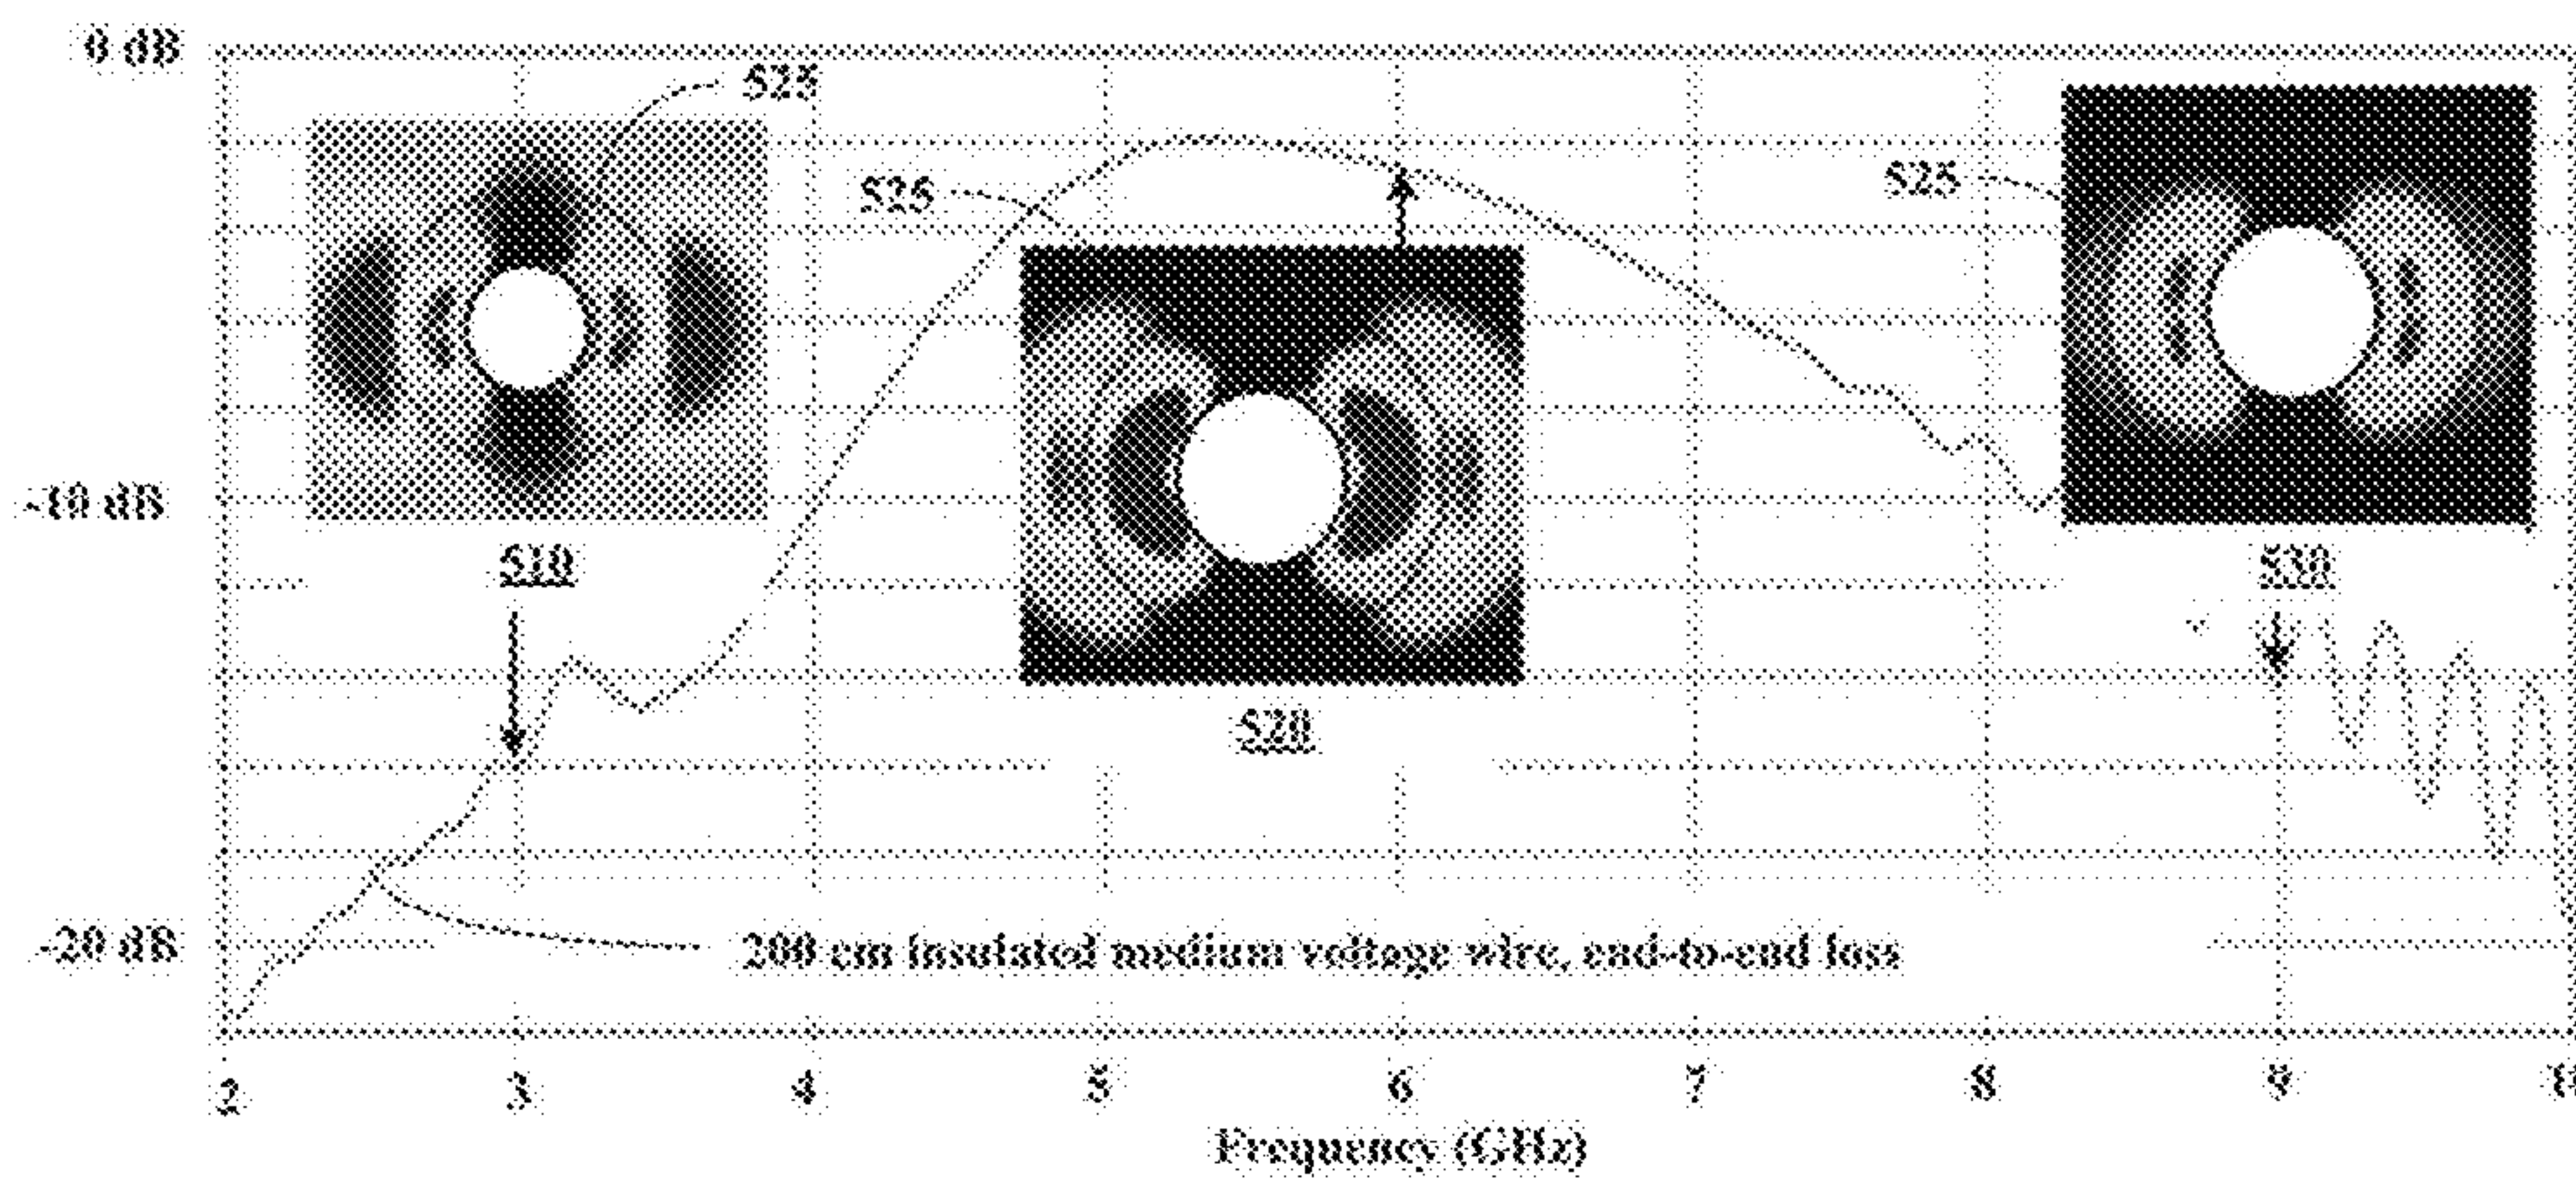 0 dB
525
525
525
-10 dB
510
530
520
-20 dB
200 cm insulated medium voltage wire, end-to-end loss
2 3 4 5 6 7 8 9
Frequency (GHz)